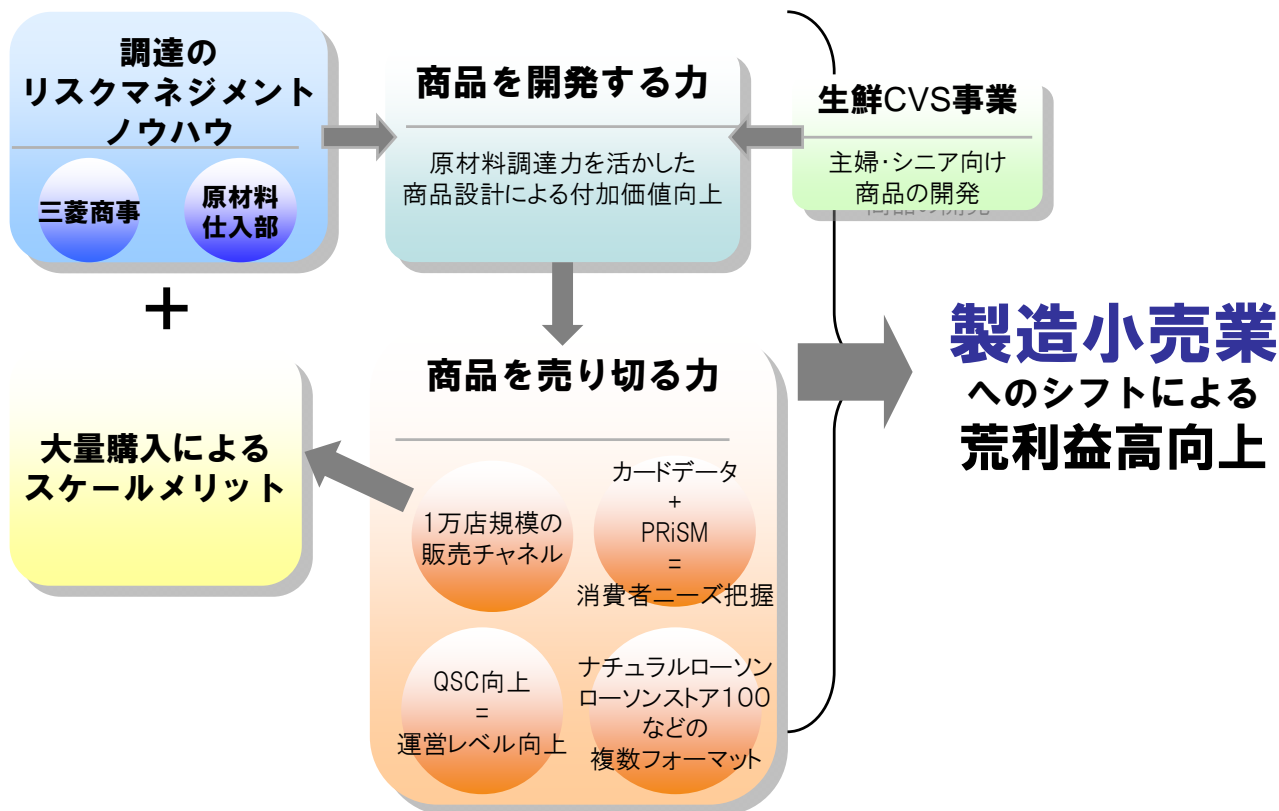 調達の
リスクマネジメント
ノウハウ
三菱商事
原材料
仕入部
＋
大量購入による
スケールメリット
商品を開発する力
原材料調達力を活かした
商品設計による付加価値向上
生鮮CVS事業
主婦・シニア向け
商品の開発
商品を売り切る力
1万店規模の
販売チャネル
カードデータ
+
PRiSM
=
消費者ニーズ把握
QSC向上
=
運営レベル向上
ナチュラルローソン
ローソンストア100
などの
複数フォーマット
製造小売業
へのシフトによる
荒利益高向上